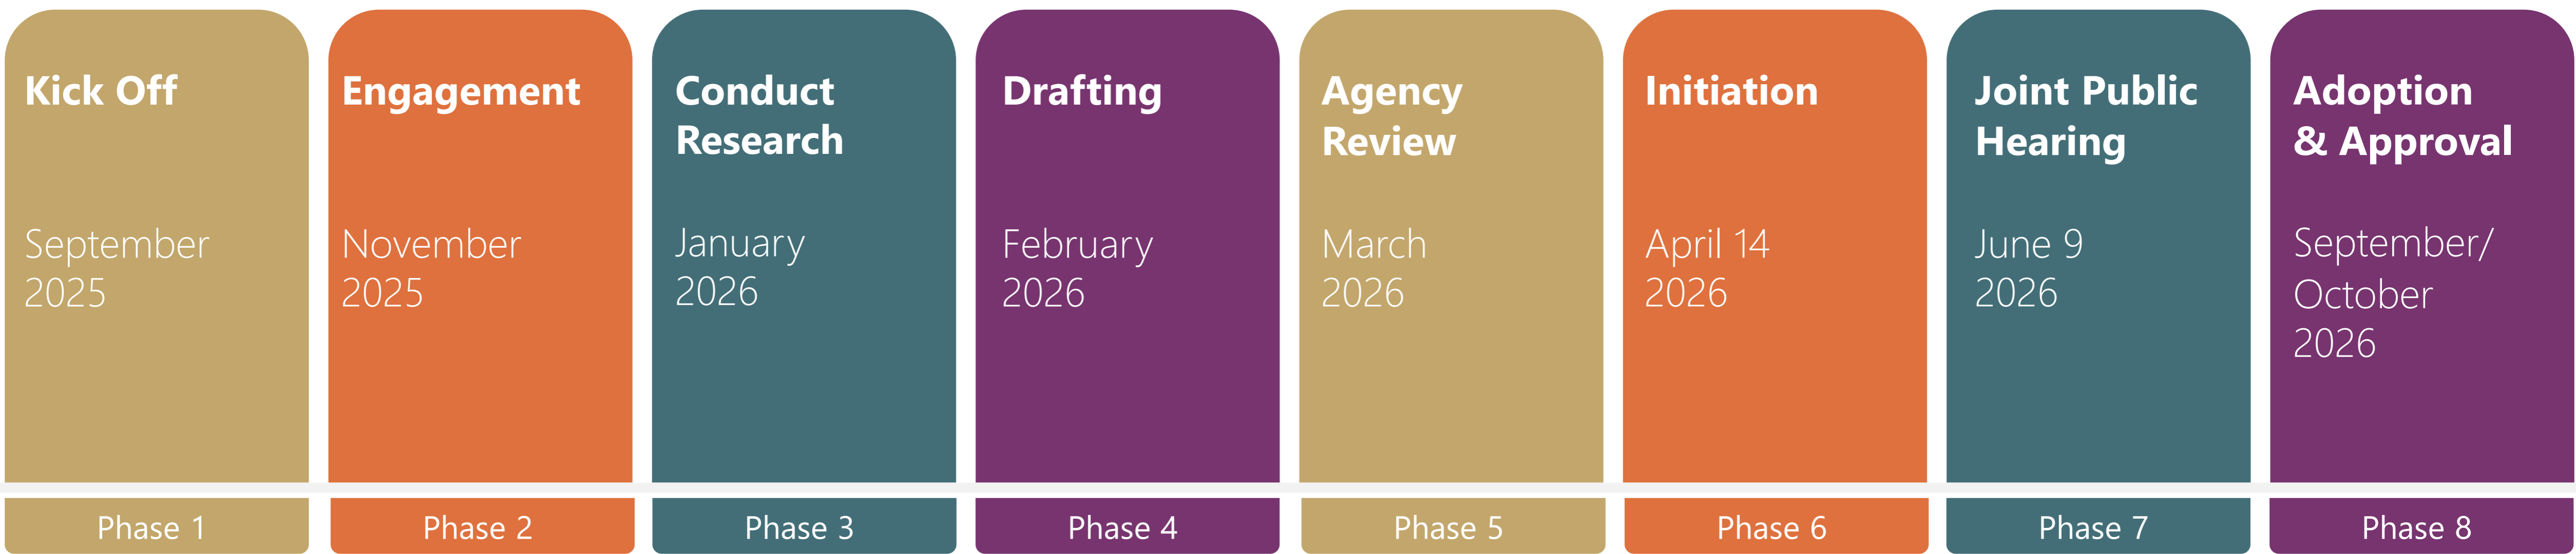 Kick Off
September
2025
Phase 1
Engagement
November
2025
Phase 2
Conduct
Research
January
2026
Phase 3
Drafting
February
2026
Phase 4
Agency
Review
March
2026
Phase 5
Initiation
April 14
2026
Phase 6
Joint Public
Hearing
June 9
2026
Phase 7
Adoption
& Approval
September/
October
2026
Phase 8